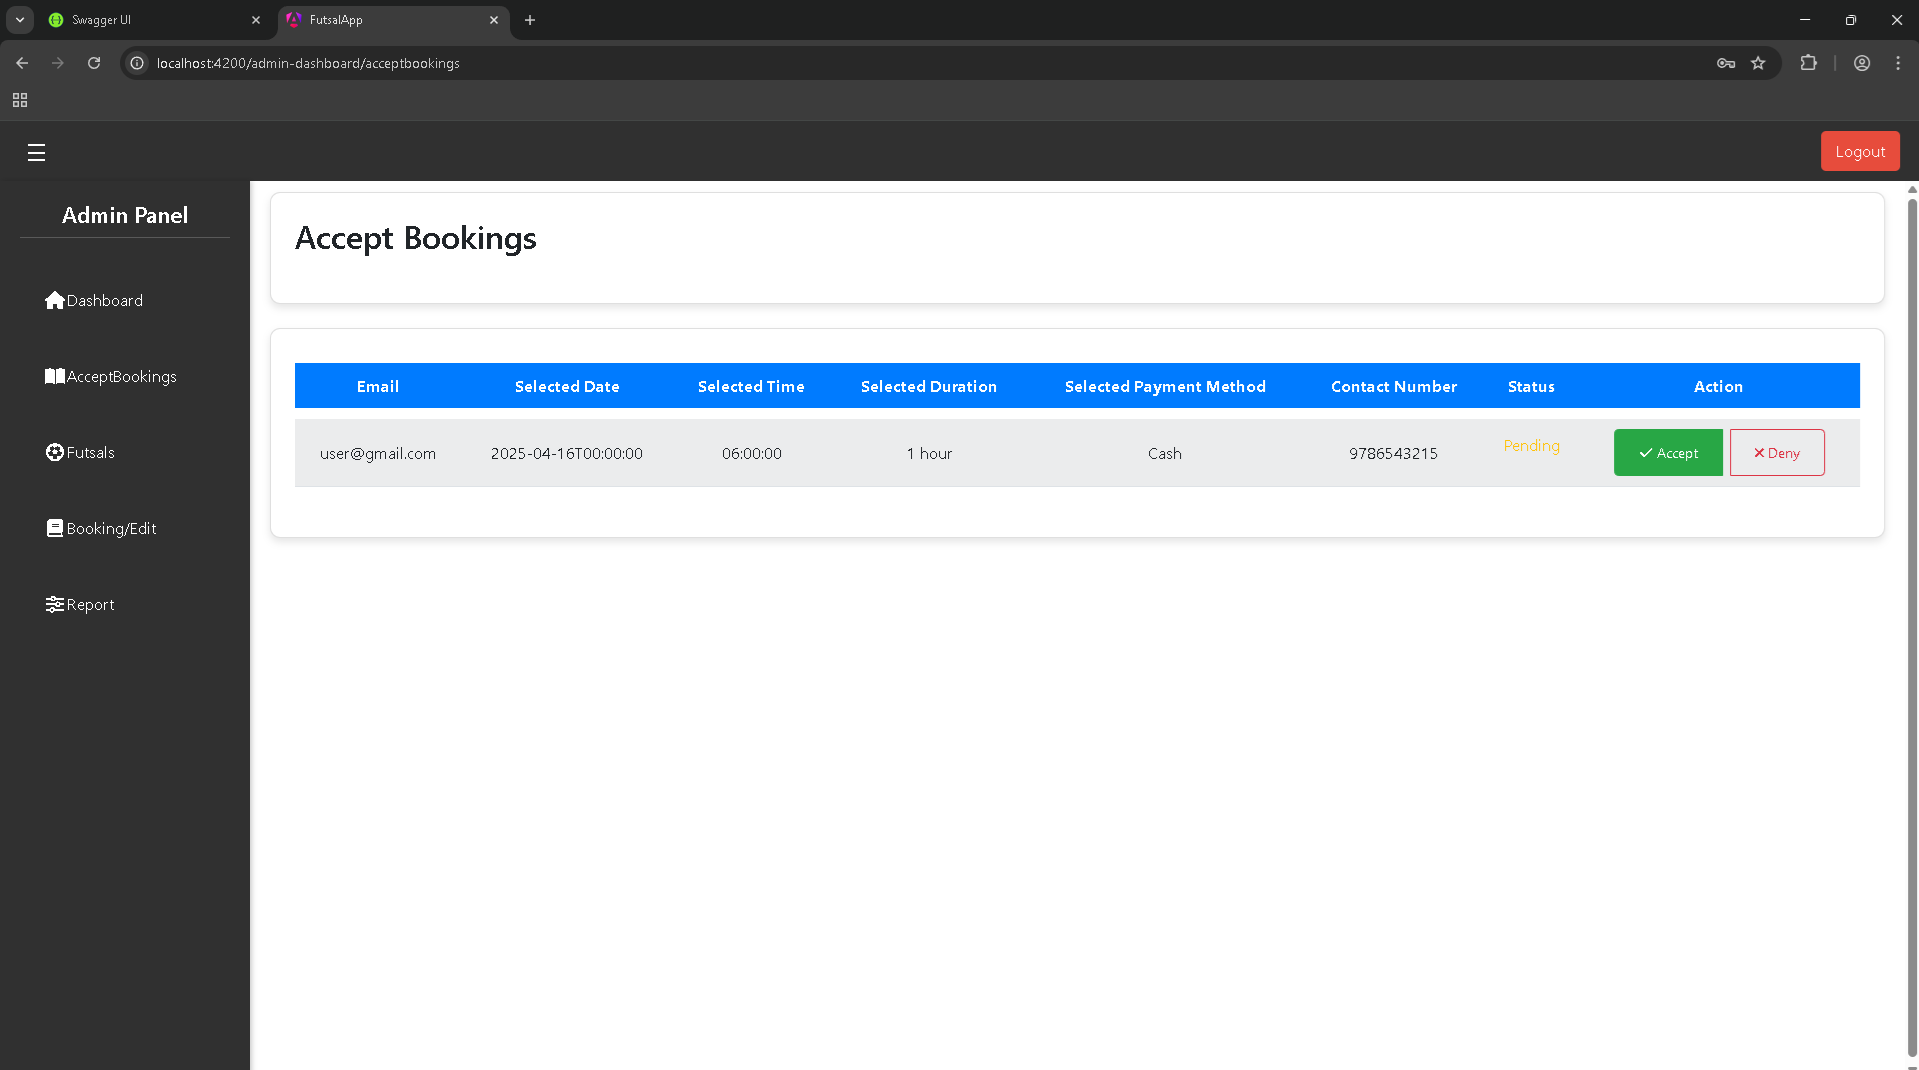 Swagger UI
FutsalApp
localhost:4200/admin-dashboard/acceptbookings
Logout
Admin Panel
Dashboard
AcceptBookings
Futsals
Booking/Edit
Report
Accept Bookings
Email Selected Date Selected Time Selected Duration Selected Payment Method Contact Number Status Action
user@gmail.com 2025-04-16T00:00:00 06:00:00 1 hour Cash 9786543215 Pending Accept Deny